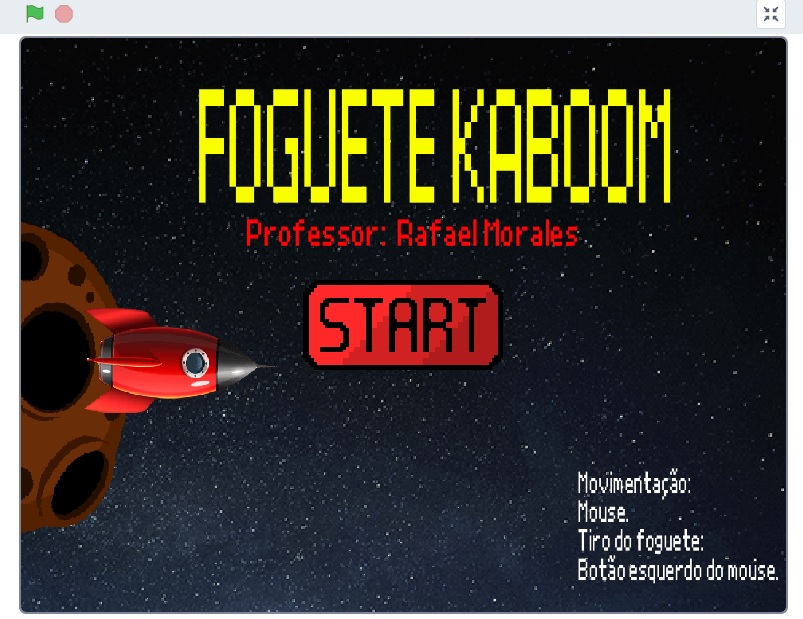 FOGUETE KABOOM
Professor: Rafael Morales
START
Movimentação:
Mouse.
Tiro do foguete:
Botão esquerdo do mouse.